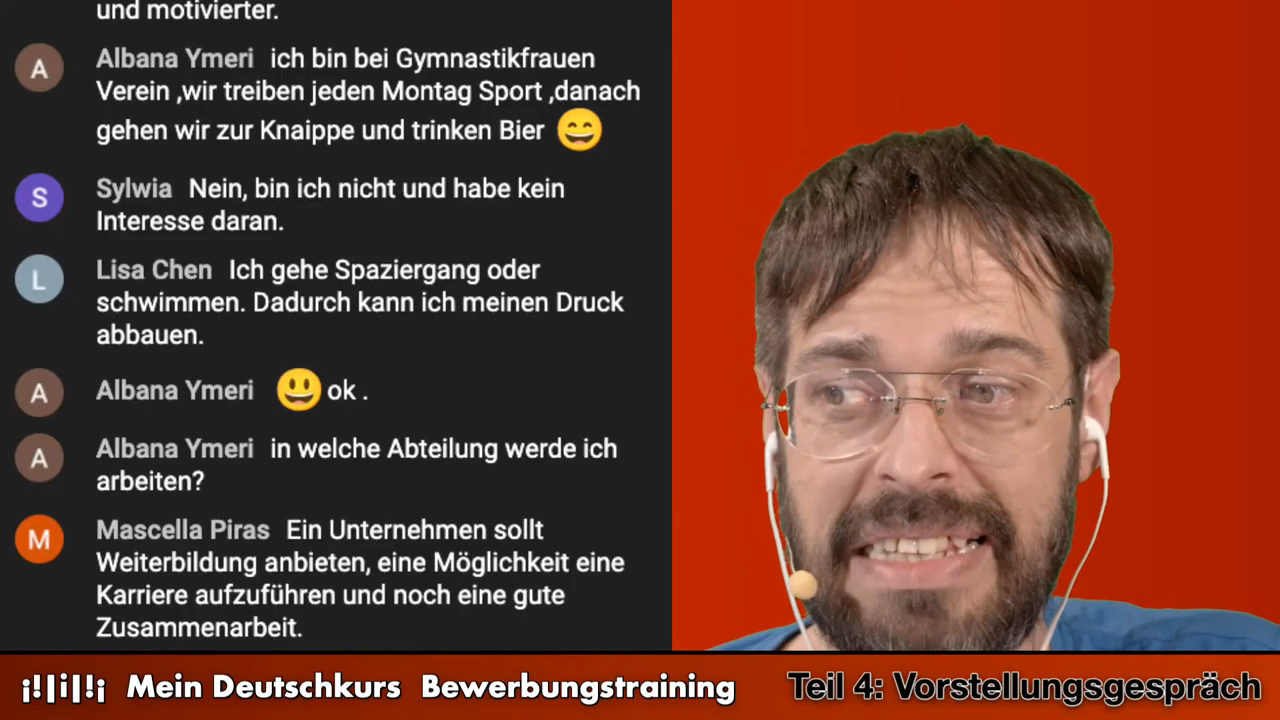 und motivierter.
A
Albana Ymeri ich bin bei Gymnastikfrauen
Verein ,wir treiben jeden Montag Sport ,danach
gehen wir zur Knaippe und trinken Bier 😄
S
Sylwia Nein, bin ich nicht und habe kein
Interesse daran.
L
Lisa Chen Ich gehe Spaziergang oder
schwimmen. Dadurch kann ich meinen Druck
abbauen.
A
Albana Ymeri 😃 ok .
A
Albana Ymeri in welche Abteilung werde ich
arbeiten?
M
Mascella Piras Ein Unternehmen sollt
Weiterbildung anbieten, eine Möglichkeit eine
Karriere aufzuführen und noch eine gute
Zusammenarbeit.
¡!|i|!¡ Mein Deutschkurs Bewerbungstraining
Teil 4: Vorstellungsgespräch